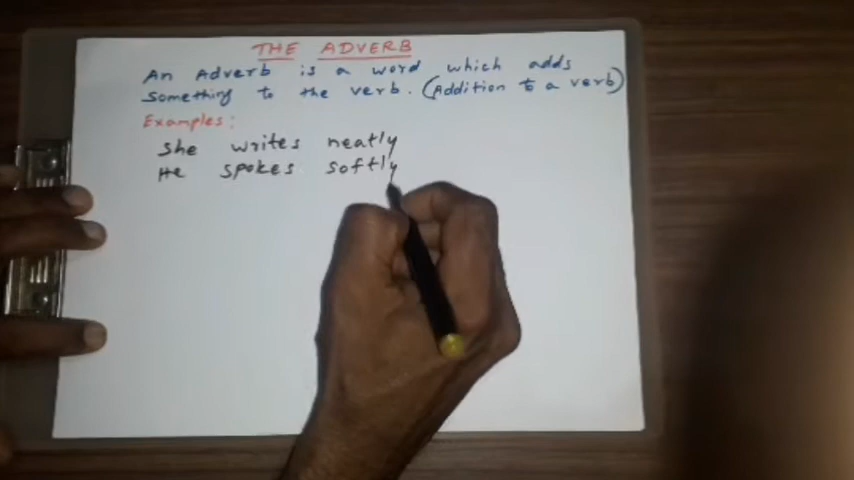 THE ADVERB
An Adverb is a word which adds
something to the verb. (Addition to a verb)
Examples:
She writes neatly
He spokes softly